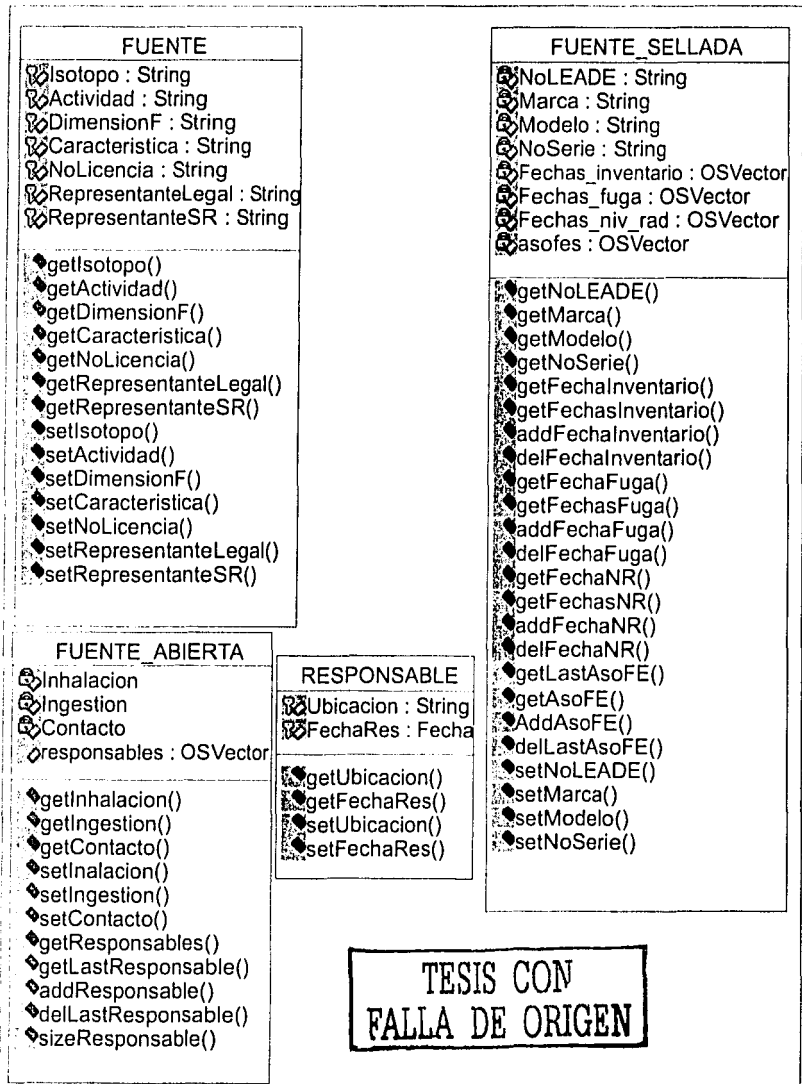 FUENTE
Isotopo : String
Actividad : String
DimensionF : String
Caracteristica : String
NoLicencia : String
RepresentanteLegal : String
RepresentanteSR : String
getIsotopo()
getActividad()
getDimensionF()
getCaracteristica()
getNoLicencia()
getRepresentanteLegal()
getRepresentanteSR()
setIsotopo()
setActividad()
setDimensionF()
setCaracteristica()
setNoLicencia()
setRepresentanteLegal()
setRepresentanteSR()
FUENTE_SELLADA
NoLEADE : String
Marca : String
Modelo : String
NoSerie : String
Fechas_inventario : OSVector
Fechas_fuga : OSVector
Fechas_niv_rad : OSVector
asofes : OSVector
getNoLEADE()
getMarca()
getModelo()
getNoSerie()
getFechaInventario()
getFechasInventario()
addFechaInventario()
delFechaInventario()
getFechaFuga()
getFechasFuga()
addFechaFuga()
delFechaFuga()
getFechaNR()
getFechasNR()
addFechaNR()
delFechaNR()
getLastAsoFE()
getAsoFE()
AddAsoFE()
delLastAsoFE()
setNoLEADE()
setMarca()
setModelo()
setNoSerie()
FUENTE_ABIERTA
Inhalacion
Ingestion
Contacto
responsables : OSVector
getInhalacion()
getIngestion()
getContacto()
setInalacion()
setIngestion()
setContacto()
getResponsables()
getLastResponsable()
addResponsable()
delLastResponsable()
sizeResponsable()
RESPONSABLE
Ubicacion : String
FechaRes : Fecha
getUbicacion()
getFechaRes()
setUbicacion()
setFechaRes()
TESIS CON
FALLA DE ORIGEN